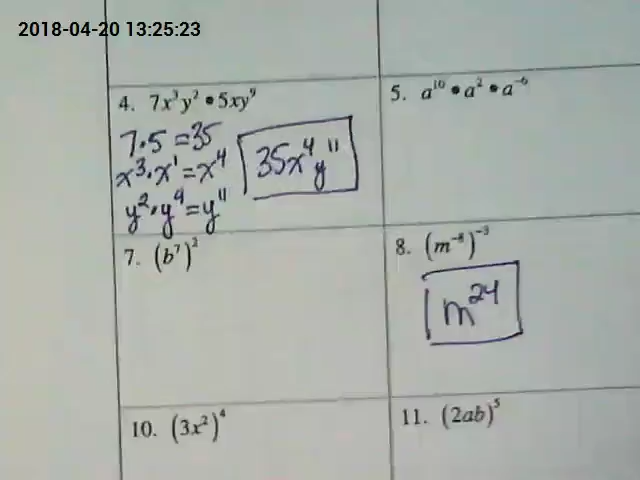 2018-04-20 13:25:23
4. 7x³y² • 5xy⁹
5. a¹⁰ • a² • a⁻⁶
7·5 = 35
x³·x¹ = x⁴
y²·y⁹ = y¹¹
35x⁴y¹¹
7. (b⁷)²
8. (m⁻⁸)⁻³
m²⁴
10. (3x²)⁴
11. (2ab)⁵